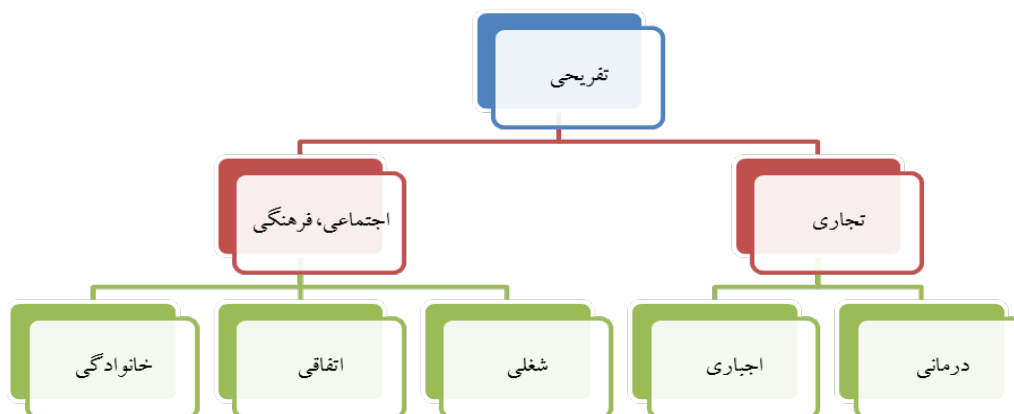 تفریحی
تجاری
اجتماعی، فرهنگی
درمانی
اجباری
شغلی
اتفاقی
خانوادگی